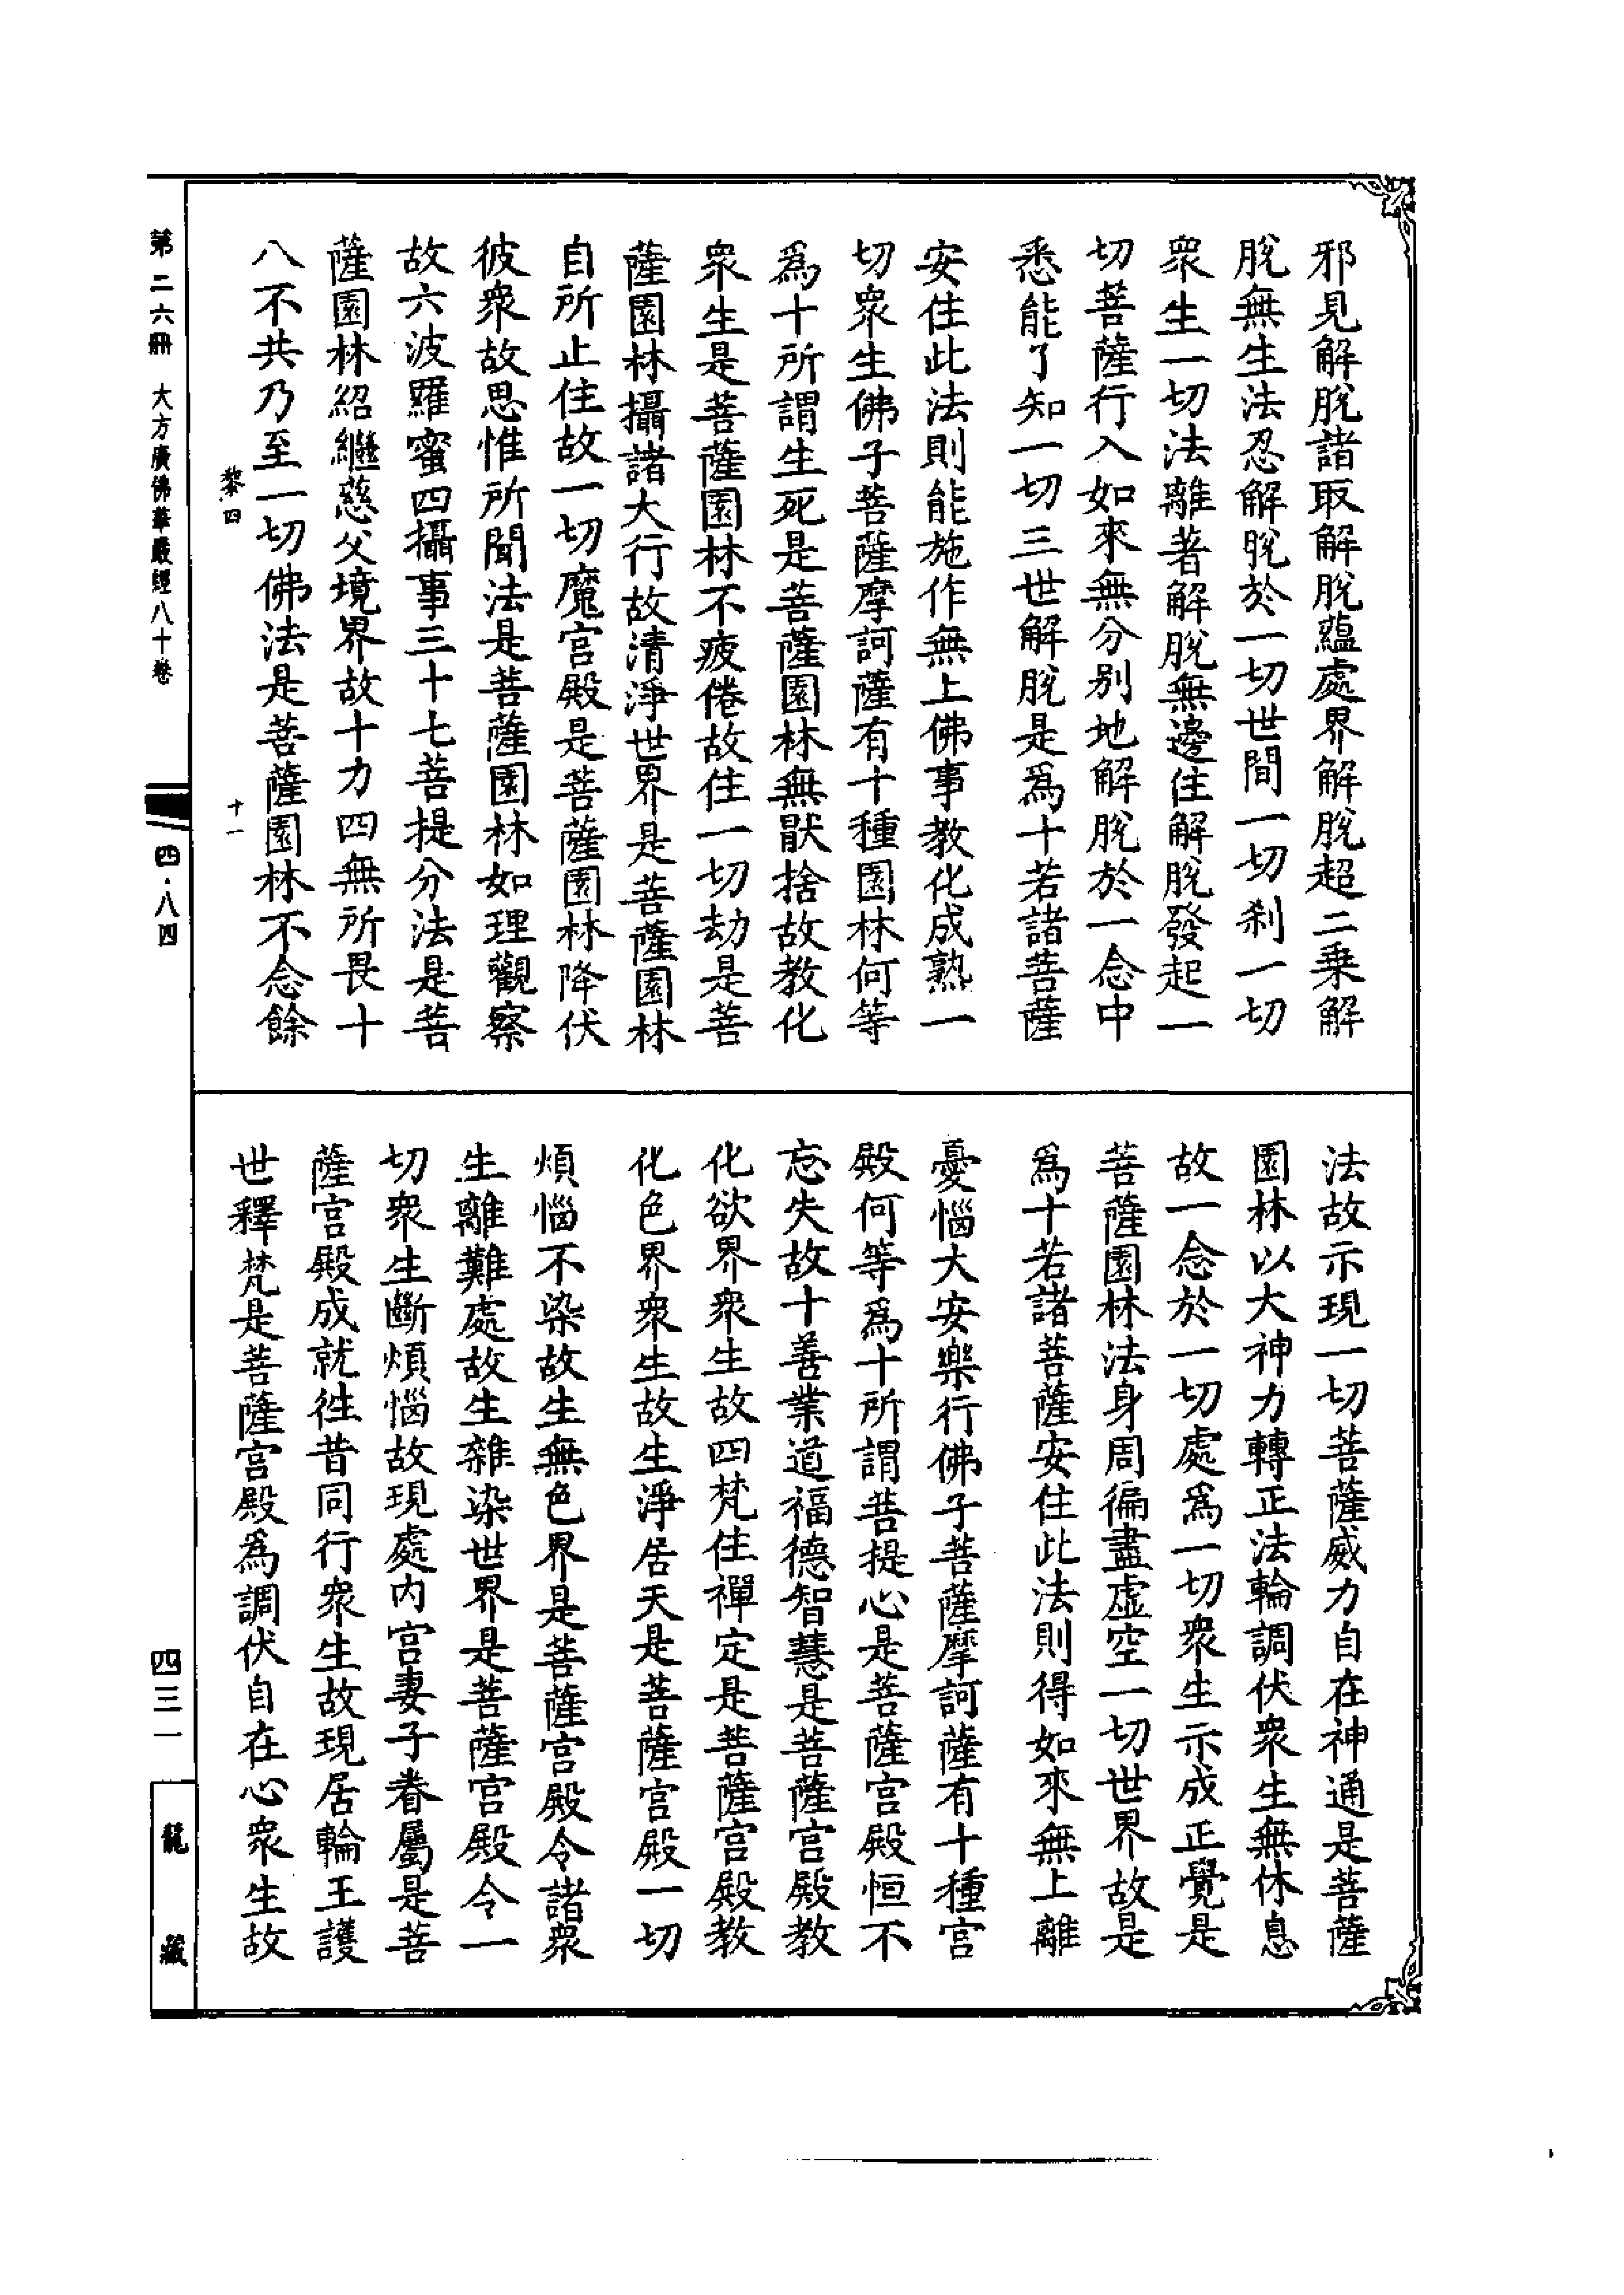 邪見解脫諸取解脫蘊處界解脫超二乗解
脫無生法忍解脫於一切世間一切刹一切
衆生一切法離著解脫無邊住解脫發起一
切菩薩行入如來無分別地解脫於一念中
悉能了知一切三世解脫是爲十若諸菩薩
安住此法則能施作無上佛事教化成熟一
切衆生佛子菩薩摩訶薩有十種園林何等
爲十所謂生死是菩薩園林無猒捨故教化
衆生是菩薩園林不疲倦故住一切劫是菩
薩園林攝諸大行故清淨世界是菩薩園林
自所止住故一切魔宮殿是菩薩園林降伏
彼衆故思惟所聞法是菩薩園林如理觀察
故六波羅蜜四攝事三十七菩提分法是菩
薩園林紹繼慈父境界故十力四無所畏十
八不共乃至一切佛法是菩薩園林不念餘
黎四
十一
法故示現一切菩薩威力自在神通是菩薩
園林以大神力轉正法輪調伏衆生無休息
故一念於一切處爲一切衆生示成正覺是
菩薩園林法身周徧盡虛空一切世界故是
爲十若諸菩薩安住此法則得如來無上離
憂惱大安樂行佛子菩薩摩訶薩有十種宮
殿何等爲十所謂菩提心是菩薩宮殿恒不
忘失故十善業道福德智慧是菩薩宮殿教
化欲界衆生故四梵住禪定是菩薩宮殿教
化色界衆生故生淨居天是菩薩宮殿一切
煩惱不染故生無色界是菩薩宮殿令諸衆
生離難處故生雜染世界是菩薩宮殿令一
切衆生斷煩惱故現處内宮妻子眷屬是菩
薩宮殿成就徃昔同行衆生故現居輪王護
世釋梵是菩薩宮殿爲調伏自在心衆生故
第二六冊 大方廣佛華嚴經八十卷
四·八四
四三一
龍藏